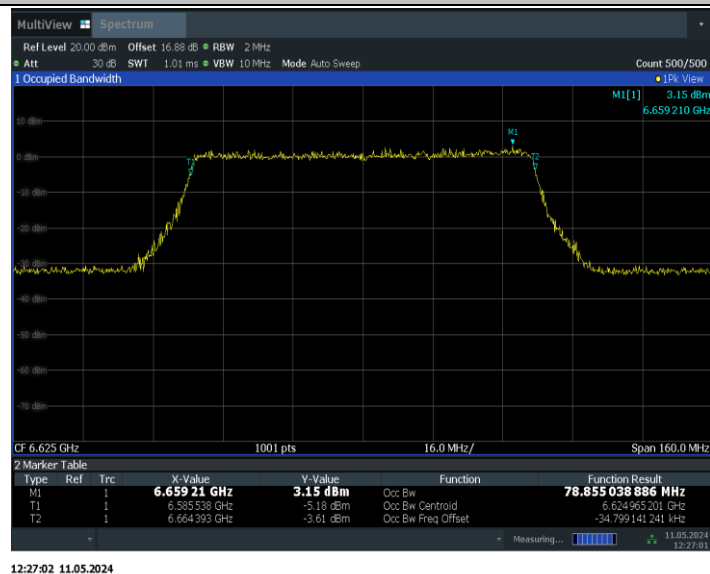 MultiView Spectrum
Ref Level 20.00 dBm Offset 16.88 dB RBW 2 MHz
Att 30 dB SWT 1.01 ms VBW 10 MHz Mode Auto Sweep Count 500/500
1 Occupied Bandwidth 1Pk View
M1[1] 3.15 dBm
6.659 210 GHz
10 dBm
M1
0 dBm
T1 T2
-10 dBm
-20 dBm
-30 dBm
-40 dBm
-50 dBm
-60 dBm
-70 dBm
CF 6.625 GHz 1001 pts 16.0 MHz/ Span 160.0 MHz
2 Marker Table
Type Ref Trc X-Value Y-Value Function Function Result
M1 1 6.659 21 GHz 3.15 dBm Occ Bw 78.855 038 886 MHz
T1 1 6.585 538 GHz -5.18 dBm Occ Bw Centroid 6.624 965 201 GHz
T2 1 6.664 393 GHz -3.61 dBm Occ Bw Freq Offset -34.799 141 241 kHz
Measuring... 11.05.2024
12:27:01
12:27:02 11.05.2024